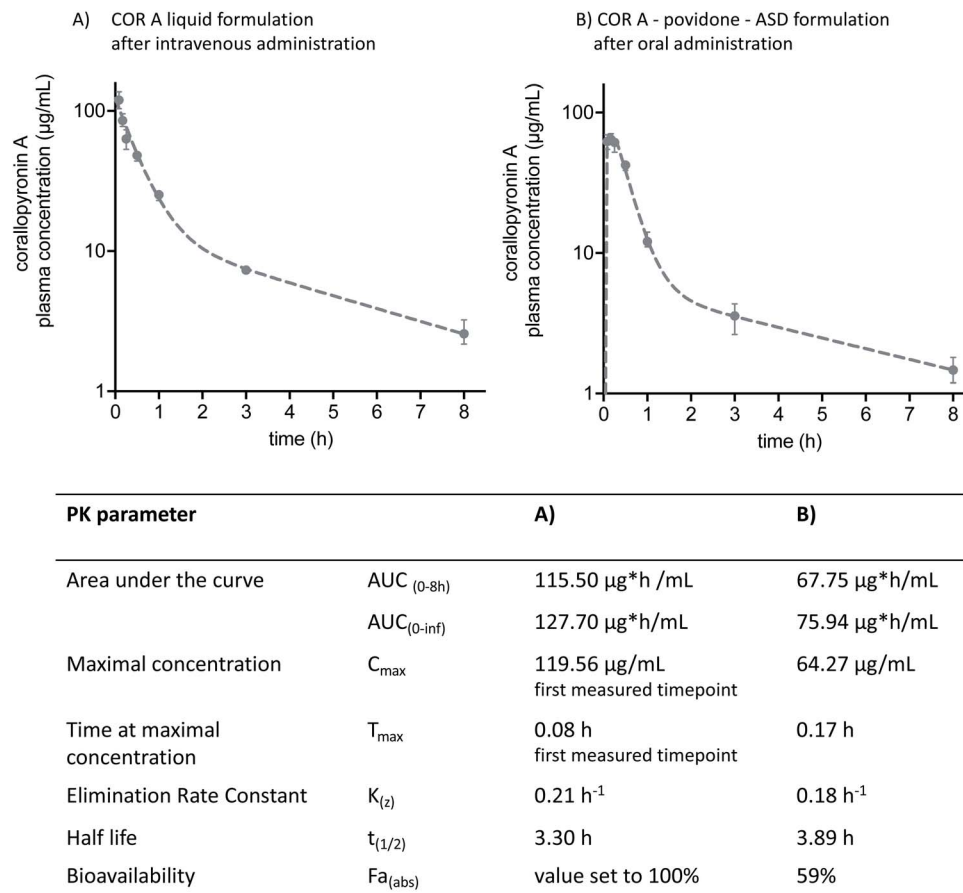 A) COR A liquid formulation
after intravenous administration
corallopyronin A
plasma concentration (µg/mL)
100
10
1
0 1 2 3 4 5 6 7 8
time (h)
B) COR A - povidone - ASD formulation
after oral administration
corallopyronin A
plasma concentration (µg/mL)
100
10
1
0 1 2 3 4 5 6 7 8
time (h)
PK parameter A) B)
Area under the curve AUC (0-8h) 115.50 µg*h /mL 67.75 µg*h/mL
AUC(0-inf) 127.70 µg*h/mL 75.94 µg*h/mL
Maximal concentration Cmax 119.56 µg/mL 64.27 µg/mL
first measured timepoint
Time at maximal Tmax 0.08 h 0.17 h
concentration first measured timepoint
Elimination Rate Constant K(z) 0.21 h-1 0.18 h-1
Half life t(1/2) 3.30 h 3.89 h
Bioavailability Fa(abs) value set to 100% 59%